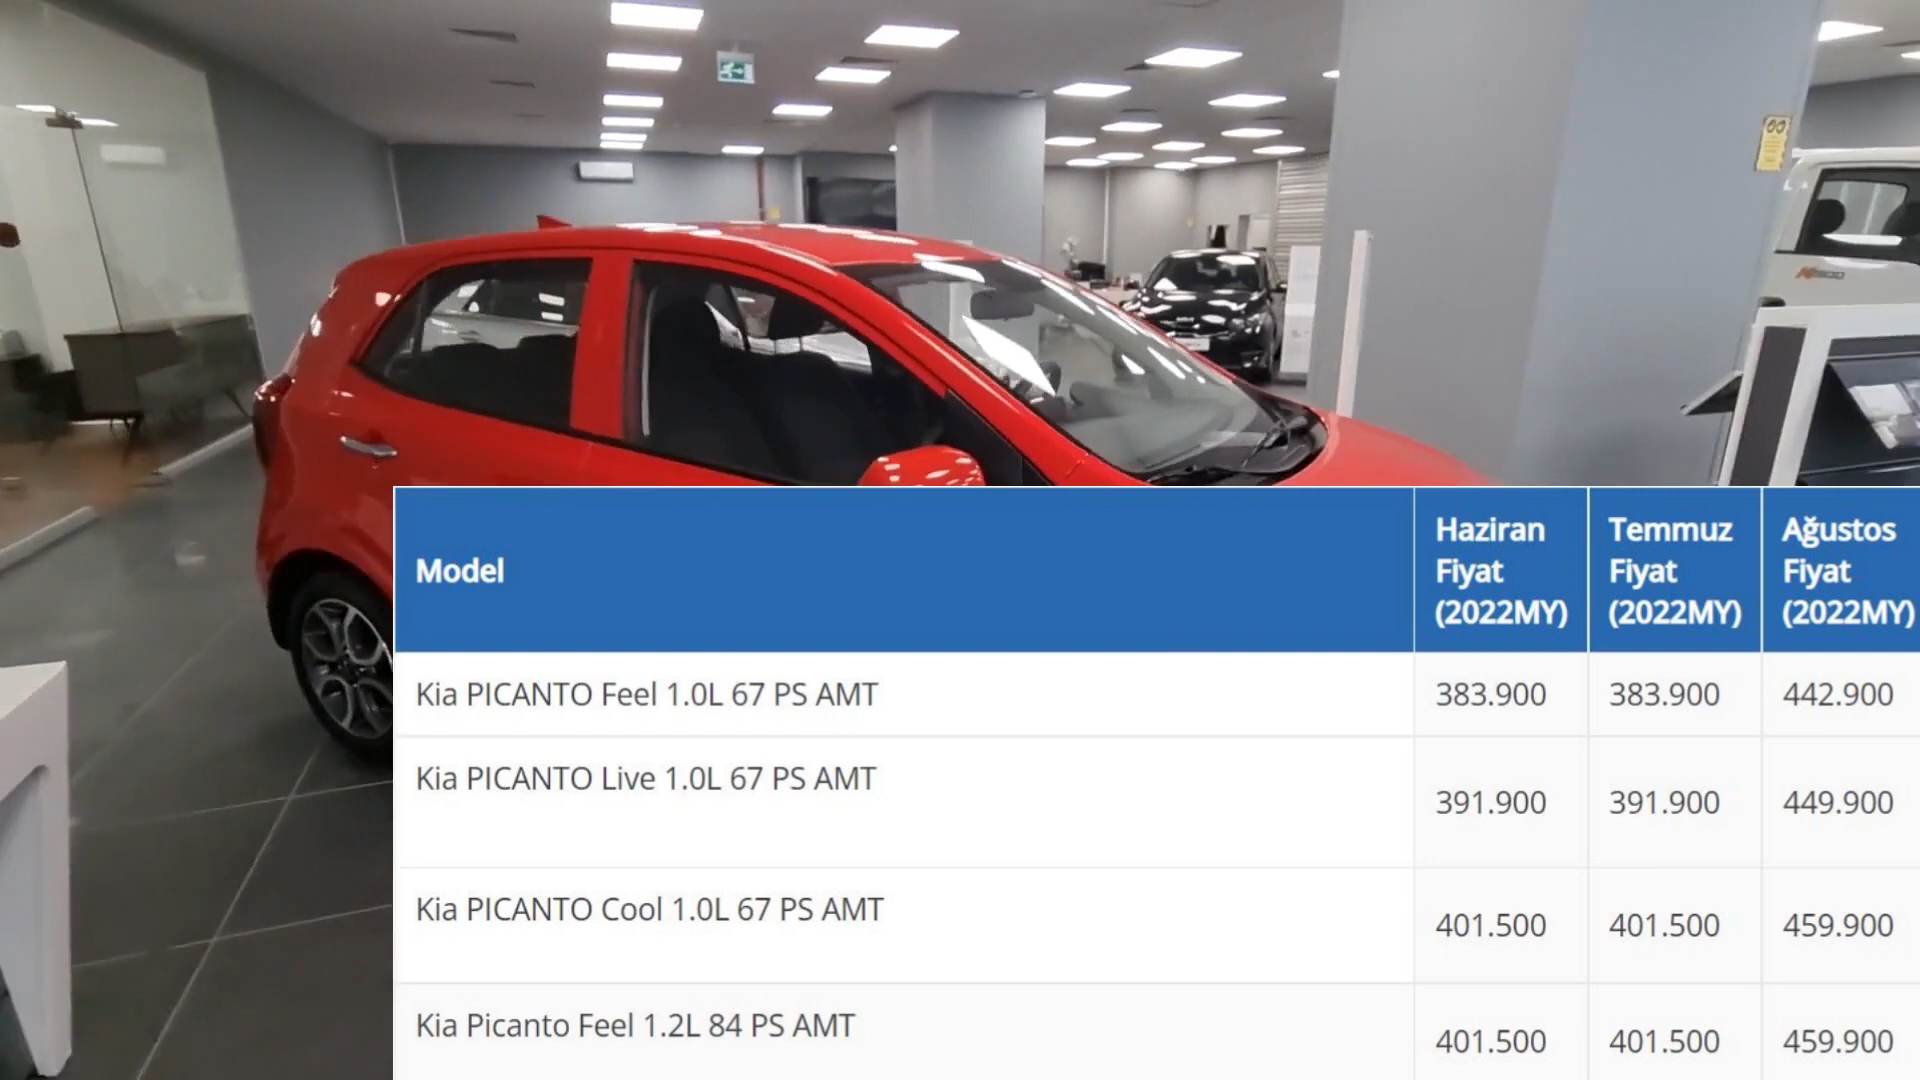 Model
Haziran
Fiyat
(2022MY)
Temmuz
Fiyat
(2022MY)
Ağustos
Fiyat
(2022MY)
Kia PICANTO Feel 1.0L 67 PS AMT 383.900 383.900 442.900
Kia PICANTO Live 1.0L 67 PS AMT 391.900 391.900 449.900
Kia PICANTO Cool 1.0L 67 PS AMT 401.500 401.500 459.900
Kia Picanto Feel 1.2L 84 PS AMT 401.500 401.500 459.900